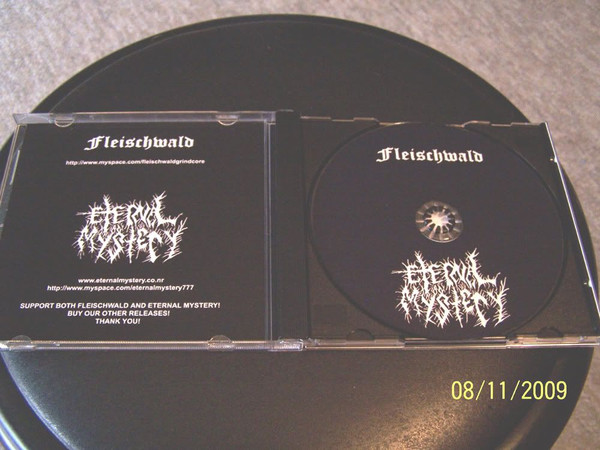 Fleischwald
http://www.myspace.com/fleischwaldgrindcore
ETERNAL
MYSTERY
www.eternalmystery.co.nr
http://www.myspace.com/eternalmystery777
SUPPORT BOTH FLEISCHWALD AND ETERNAL MYSTERY!
BUY OUR OTHER RELEASES!
THANK YOU!
Fleischwald
ETERNAL
MYSTERY
08/11/2009